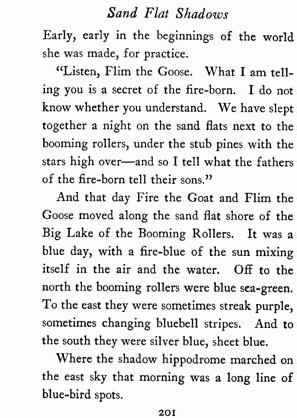 Sand Flat Shadows
Early, early in the beginnings of the world
she was made, for practice.
“Listen, Flim the Goose. What I am tell-
ing you is a secret of the fire-born. I do not
know whether you understand. We have slept
together a night on the sand flats next to the
booming rollers, under the stub pines with the
stars high over—and so I tell what the fathers
of the fire-born tell their sons.”
And that day Fire the Goat and Flim the
Goose moved along the sand flat shore of the
Big Lake of the Booming Rollers. It was a
blue day, with a fire-blue of the sun mixing
itself in the air and the water. Off to the
north the booming rollers were blue sea-green.
To the east they were sometimes streak purple,
sometimes changing bluebell stripes. And to
the south they were silver blue, sheet blue.
Where the shadow hippodrome marched on
the east sky that morning was a long line of
blue-bird spots.
201